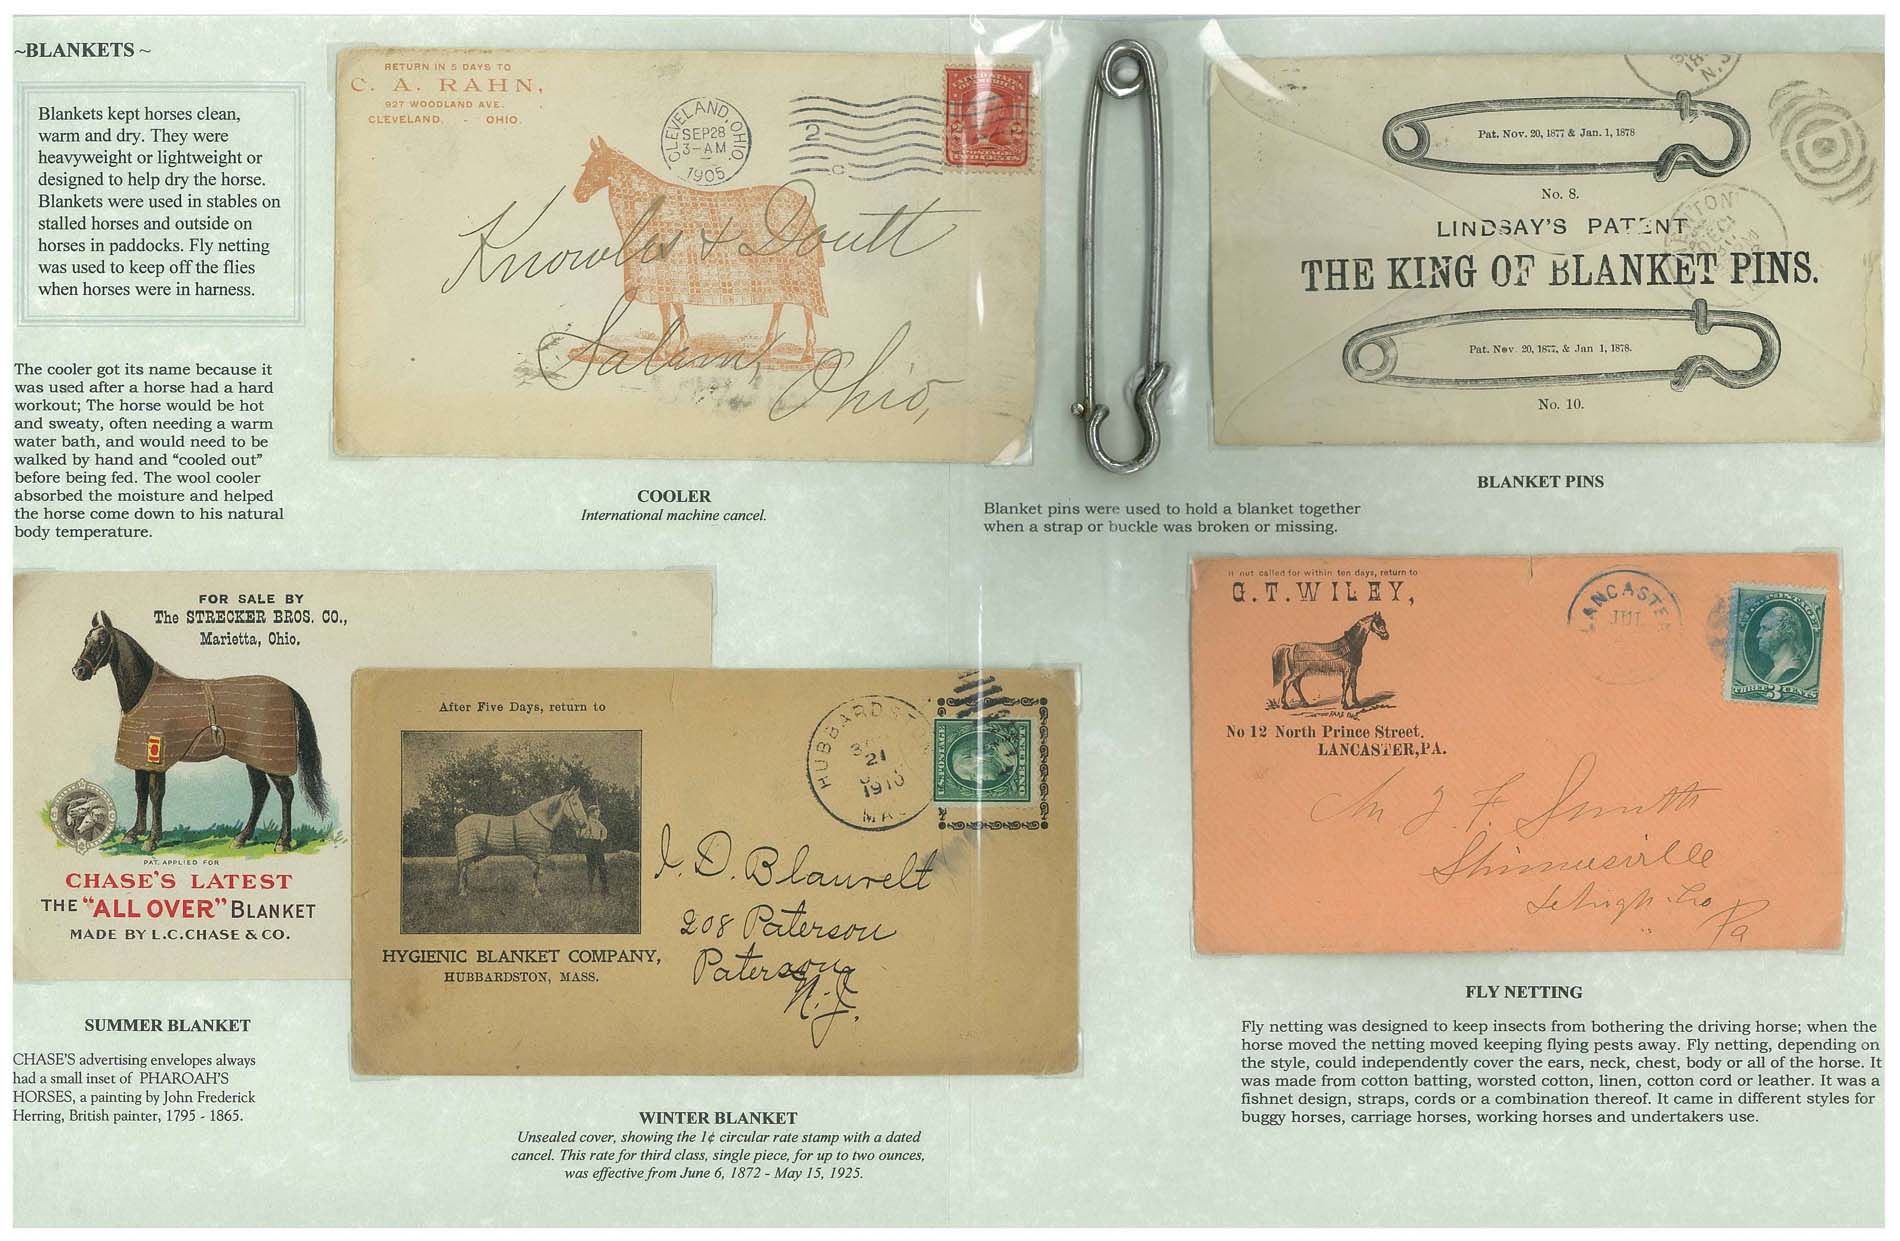 ~BLANKETS ~
Blankets kept horses clean,
warm and dry. They were
heavyweight or lightweight or
designed to help dry the horse.
Blankets were used in stables on
stalled horses and outside on
horses in paddocks. Fly netting
was used to keep off the flies
when horses were in harness.
The cooler got its name because it
was used after a horse had a hard
workout; The horse would be hot
and sweaty, often needing a warm
water bath, and would need to be
walked by hand and “cooled out”
before being fed. The wool cooler
absorbed the moisture and helped
the horse come down to his natural
body temperature.
RETURN IN 5 DAYS TO
C. A. RAHN,
927 WOODLAND AVE.
CLEVELAND, - OHIO.
CLEVELAND, OHIO.
SEP 28
3-AM
1905
2
C
UNITED STATES
OF AMERICA
2 2
POSTAGE
TWO CENTS
Knowles & Doutt
Salem,
Ohio,
COOLER
International machine cancel.
Pat. Nov. 20, 1877 & Jan. 1, 1878
No. 8.
LINDSAY'S PATENT
THE KING OF BLANKET PINS.
Pat. Nov. 20, 1877, & Jan 1, 1878.
No. 10.
BLANKET PINS
Blanket pins were used to hold a blanket together
when a strap or buckle was broken or missing.
FOR SALE BY
The STRECKER BROS. CO.,
Marietta, Ohio.
PAT. APPLIED FOR
CHASE'S LATEST
THE “ALL OVER” BLANKET
MADE BY L.C.CHASE & CO.
SUMMER BLANKET
CHASE'S advertising envelopes always
had a small inset of PHAROAH'S
HORSES, a painting by John Frederick
Herring, British painter, 1795 - 1865.
After Five Days, return to
HYGIENIC BLANKET COMPANY,
HUBBARDSTON, MASS.
HUBBARDSTON
21
1910
U.S.POSTAGE
ONE CENT
J. D. Blauvelt
208 Paterson
Paterson
N.J.
WINTER BLANKET
Unsealed cover, showing the 1¢ circular rate stamp with a dated
cancel. This rate for third class, single piece, for up to two ounces,
was effective from June 6, 1872 - May 15, 1925.
If not called for within ten days, return to
G.T. WILEY,
No 12 North Prince Street.
LANCASTER, PA.
LANCASTER
JUL
THREE 3 CENTS
Mr J. F. Smith
Shimersville
Lehigh Co
Pa
FLY NETTING
Fly netting was designed to keep insects from bothering the driving horse; when the
horse moved the netting moved keeping flying pests away. Fly netting, depending on
the style, could independently cover the ears, neck, chest, body or all of the horse. It
was made from cotton batting, worsted cotton, linen, cotton cord or leather. It was a
fishnet design, straps, cords or a combination thereof. It came in different styles for
buggy horses, carriage horses, working horses and undertakers use.